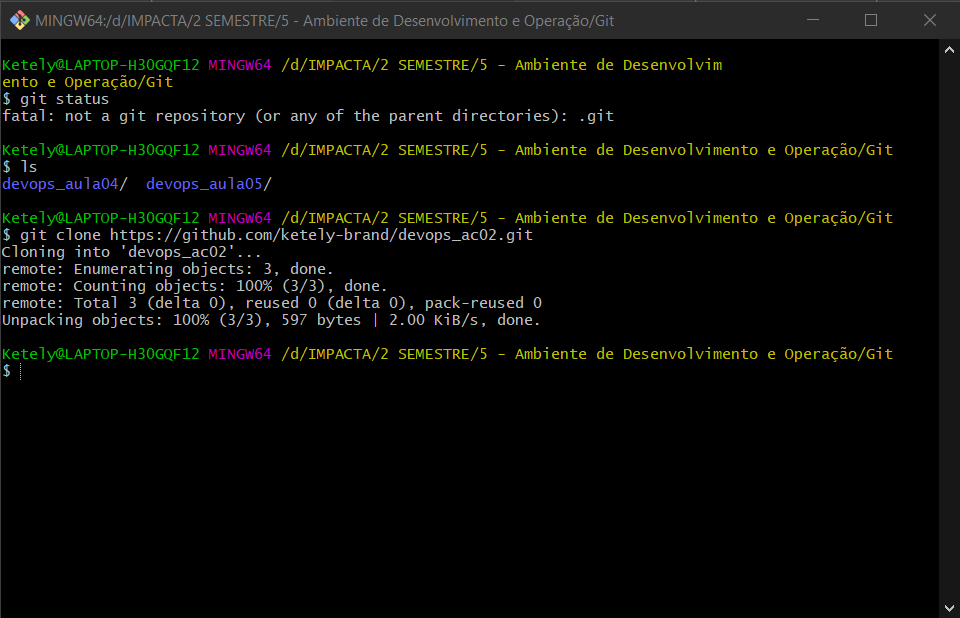 MINGW64:/d/IMPACTA/2 SEMESTRE/5 - Ambiente de Desenvolvimento e Operação/Git
Ketely@LAPTOP-H30GQF12 MINGW64 /d/IMPACTA/2 SEMESTRE/5 - Ambiente de Desenvolvim
ento e Operação/Git
$ git status
fatal: not a git repository (or any of the parent directories): .git
Ketely@LAPTOP-H30GQF12 MINGW64 /d/IMPACTA/2 SEMESTRE/5 - Ambiente de Desenvolvimento e Operação/Git
$ ls
devops_aula04/  devops_aula05/
Ketely@LAPTOP-H30GQF12 MINGW64 /d/IMPACTA/2 SEMESTRE/5 - Ambiente de Desenvolvimento e Operação/Git
$ git clone https://github.com/ketely-brand/devops_ac02.git
Cloning into 'devops_ac02'...
remote: Enumerating objects: 3, done.
remote: Counting objects: 100% (3/3), done.
remote: Total 3 (delta 0), reused 0 (delta 0), pack-reused 0
Unpacking objects: 100% (3/3), 597 bytes | 2.00 KiB/s, done.
Ketely@LAPTOP-H30GQF12 MINGW64 /d/IMPACTA/2 SEMESTRE/5 - Ambiente de Desenvolvimento e Operação/Git
$